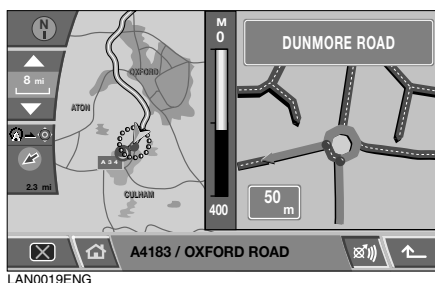 N
8 mi
2.3 mi
OXFORD
ATON
A 3 4
CULHAM
M
0
400
DUNMORE ROAD
50
m
A4183 / OXFORD ROAD
LAN0019ENG